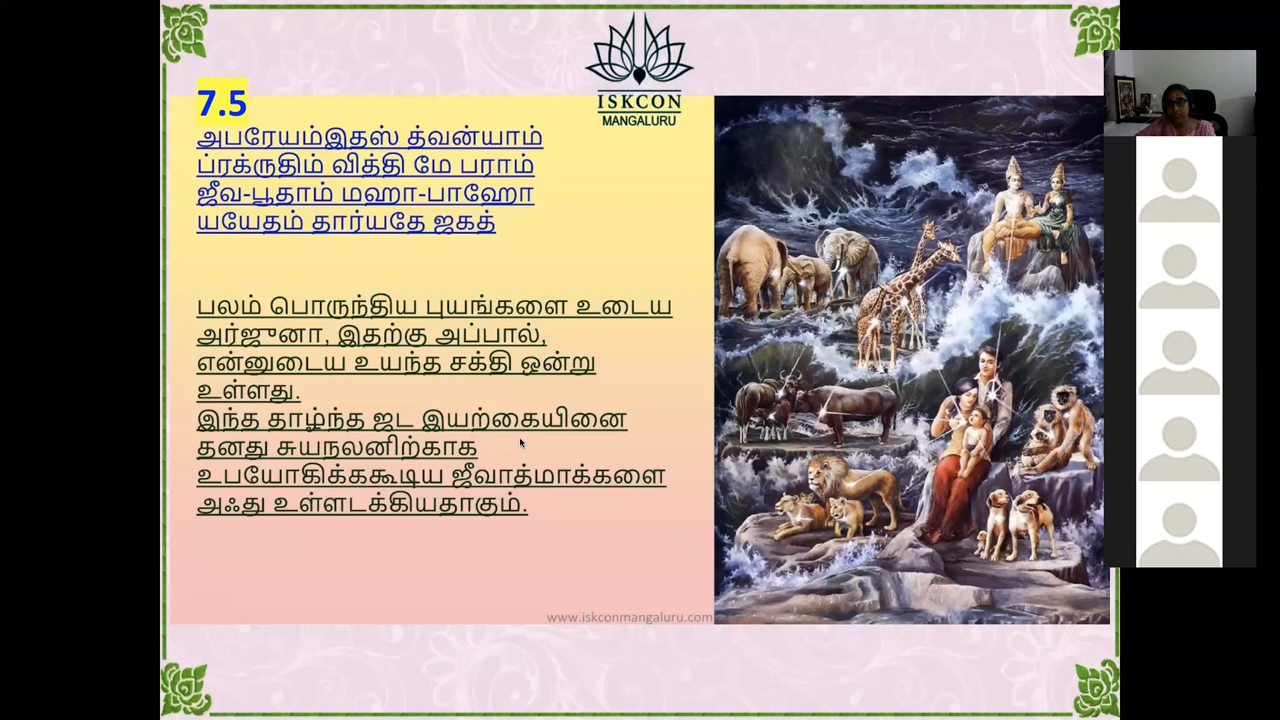 ISKCON
MANGALURU
7.5
அபரேயம்இதஸ் த்வன்யாம்
ப்ரக்ருதிம் வித்தி மே பராம்
ஜீவ-பூதாம் மஹா-பாஹோ
யயேதம் தார்யதே ஜகத்
பலம் பொருந்திய புயங்களை உடைய
அர்ஜுனா, இதற்கு அப்பால்,
என்னுடைய உயந்த சக்தி ஒன்று
உள்ளது.
இந்த தாழ்ந்த ஜட இயற்கையினை
தனது சுயநலனிற்காக
உபயோகிக்ககூடிய ஜீவாத்மாக்களை
அஃது உள்ளடக்கியதாகும்.
www.iskconmangaluru.com